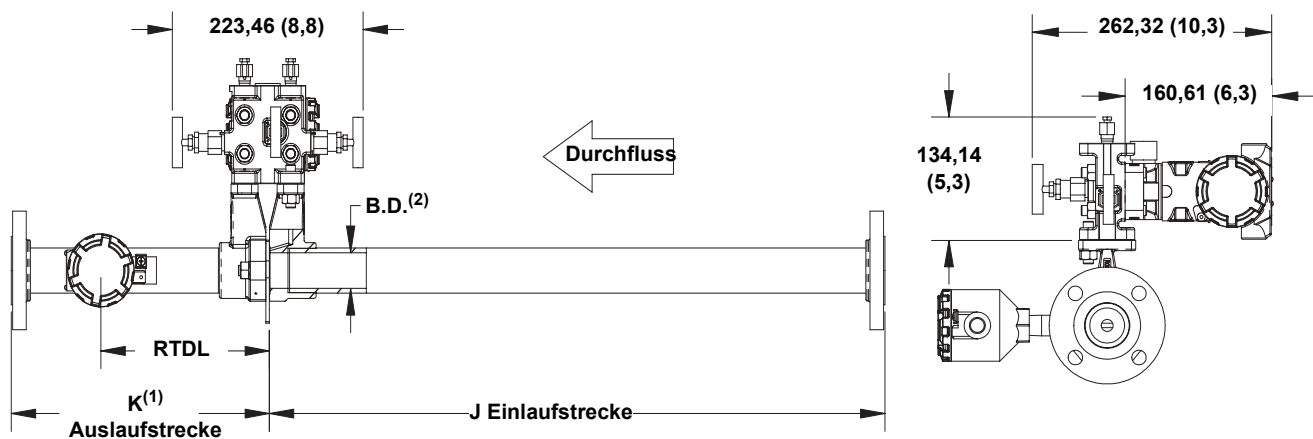 223,46 (8,8)
262,32 (10,3)
160,61 (6,3)
134,14
(5,3)
Durchfluss
B.D.(2)
RTDL
K(1)
Auslaufstrecke
J Einlaufstrecke